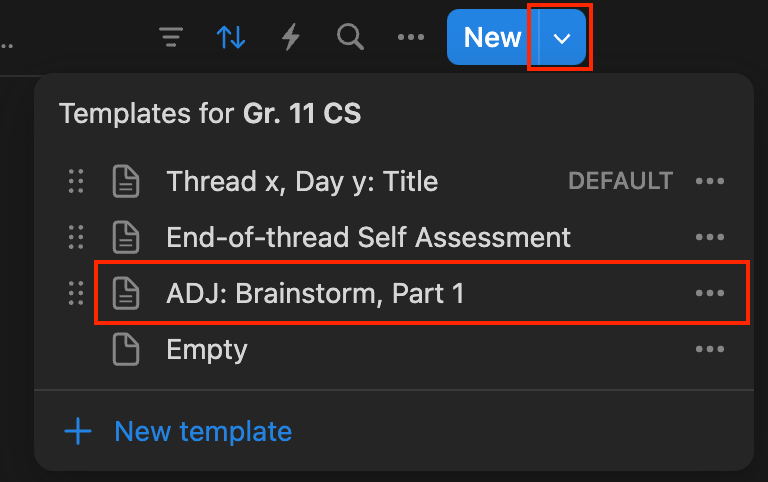 New
Templates for Gr. 11 CS
Thread x, Day y: Title DEFAULT
End-of-thread Self Assessment
ADJ: Brainstorm, Part 1
Empty
New template